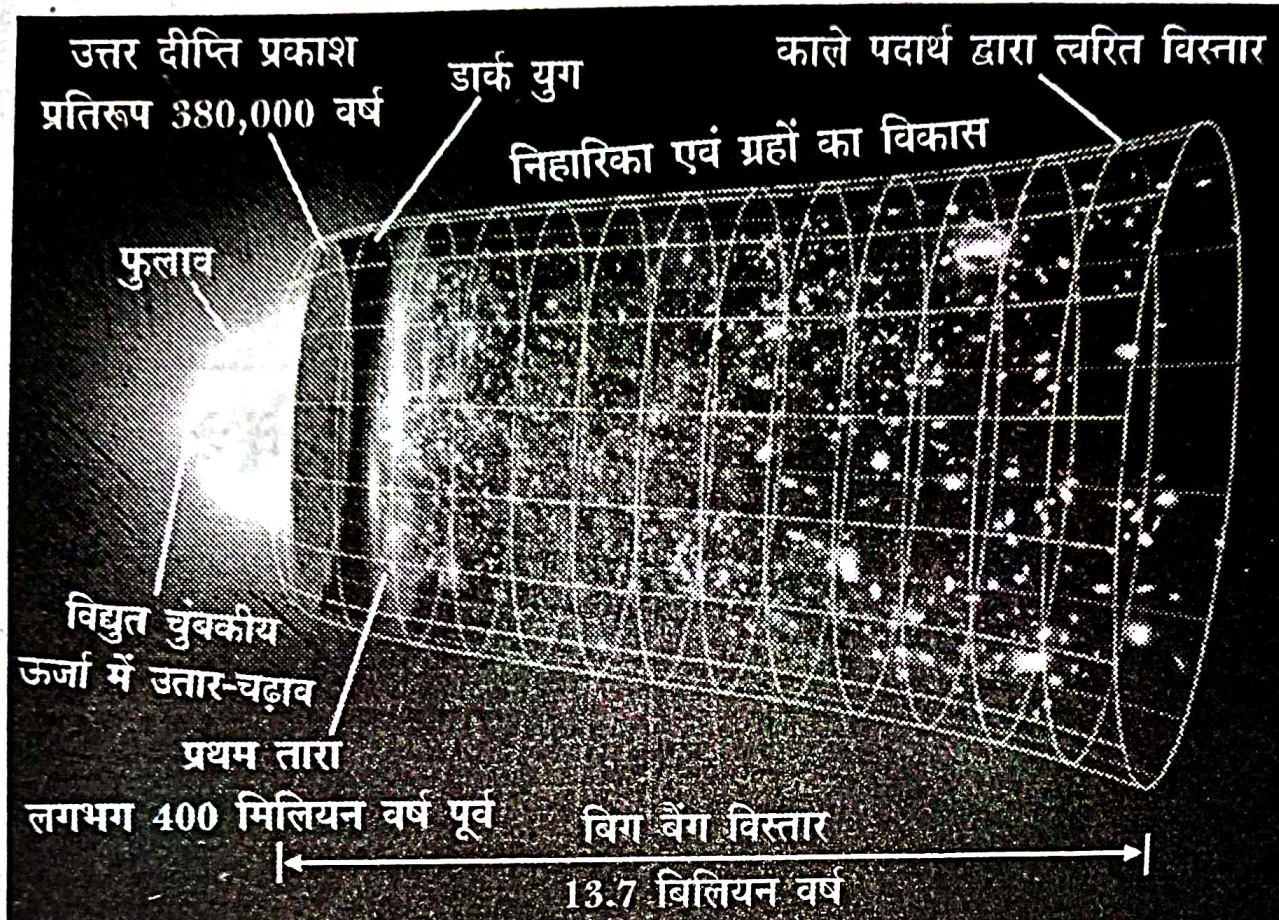 उत्तर दीप्ति प्रकाश
प्रतिरूप 380,000 वर्ष
डार्क युग
काले पदार्थ द्वारा त्वरित विस्तार
निहारिका एवं ग्रहों का विकास
फुलाव
विद्युत चुंबकीय
ऊर्जा में उतार-चढ़ाव
प्रथम तारा
लगभग 400 मिलियन वर्ष पूर्व
बिग बैंग विस्तार
13.7 बिलियन वर्ष